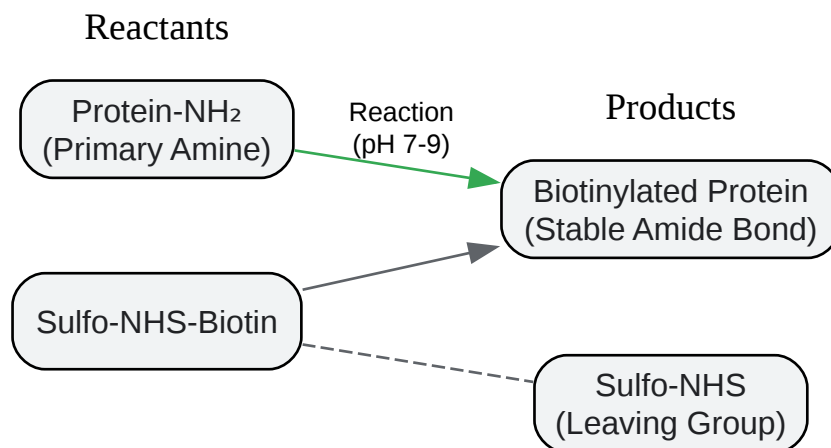 Reactants
Protein-NH₂
(Primary Amine)
Reaction
(pH 7-9)
Products
Biotinylated Protein
(Stable Amide Bond)
Sulfo-NHS-Biotin
Sulfo-NHS
(Leaving Group)